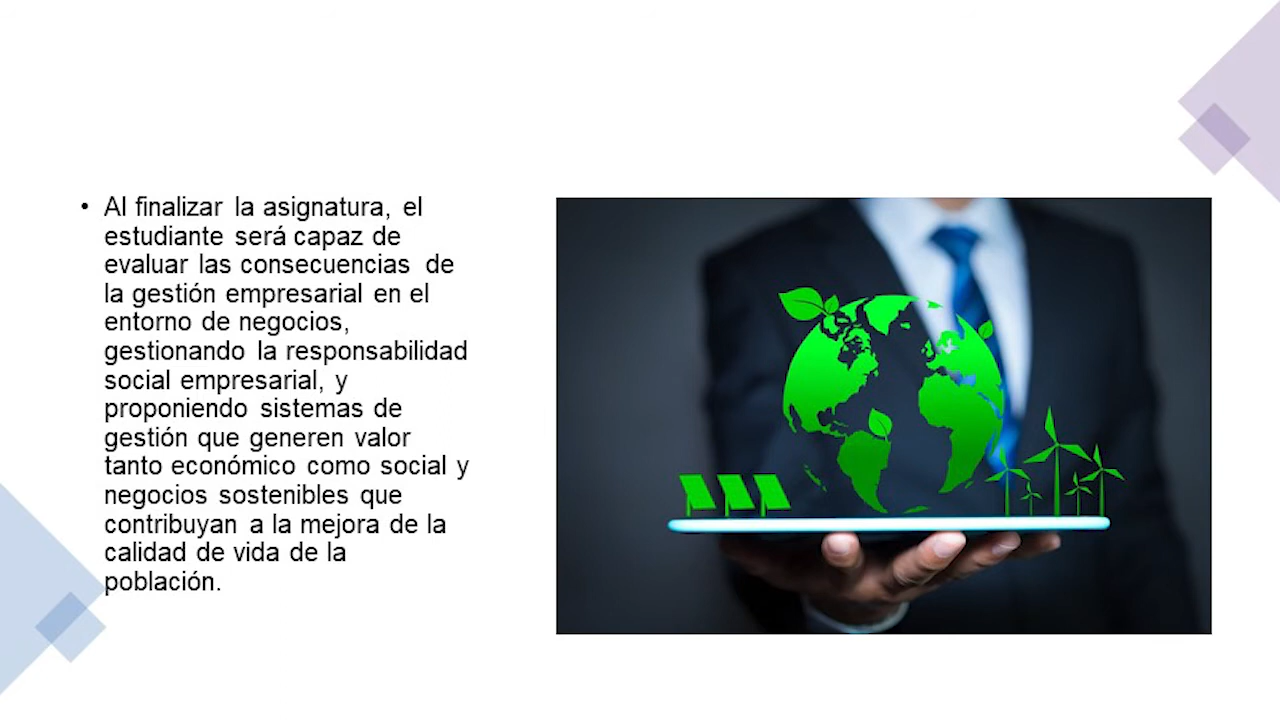 • Al finalizar la asignatura, el
estudiante será capaz de
evaluar las consecuencias de
la gestión empresarial en el
entorno de negocios,
gestionando la responsabilidad
social empresarial, y
proponiendo sistemas de
gestión que generen valor
tanto económico como social y
negocios sostenibles que
contribuyan a la mejora de la
calidad de vida de la
población.